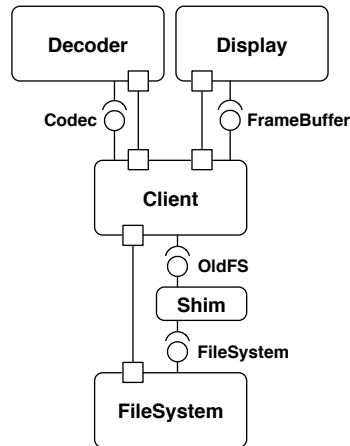 Decoder
Display
Codec
FrameBuffer
Client
OldFS
Shim
FileSystem
FileSystem